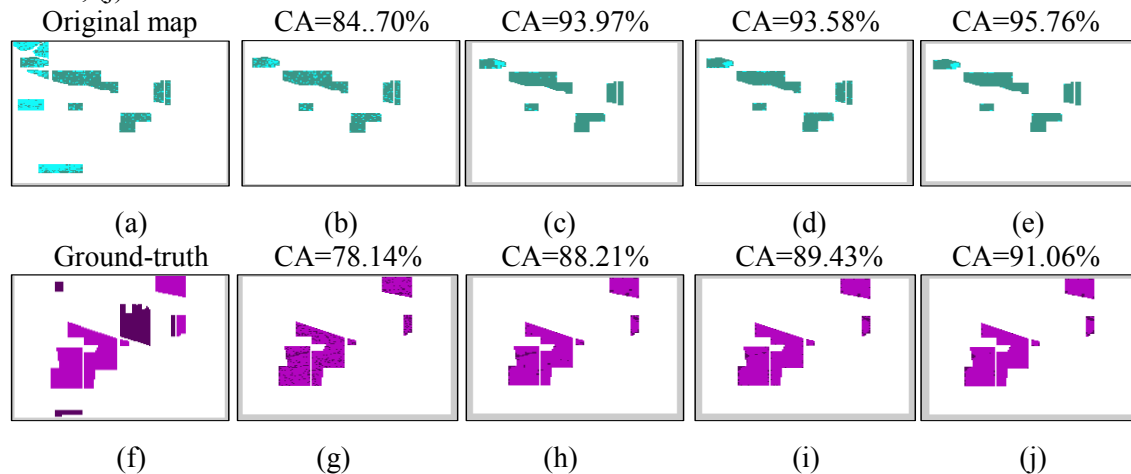 Original map CA=84..70% CA=93.97% CA=93.58% CA=95.76%
(a) (b) (c) (d) (e)
Ground-truth CA=78.14% CA=88.21% CA=89.43% CA=91.06%
(f) (g) (h) (i) (j)